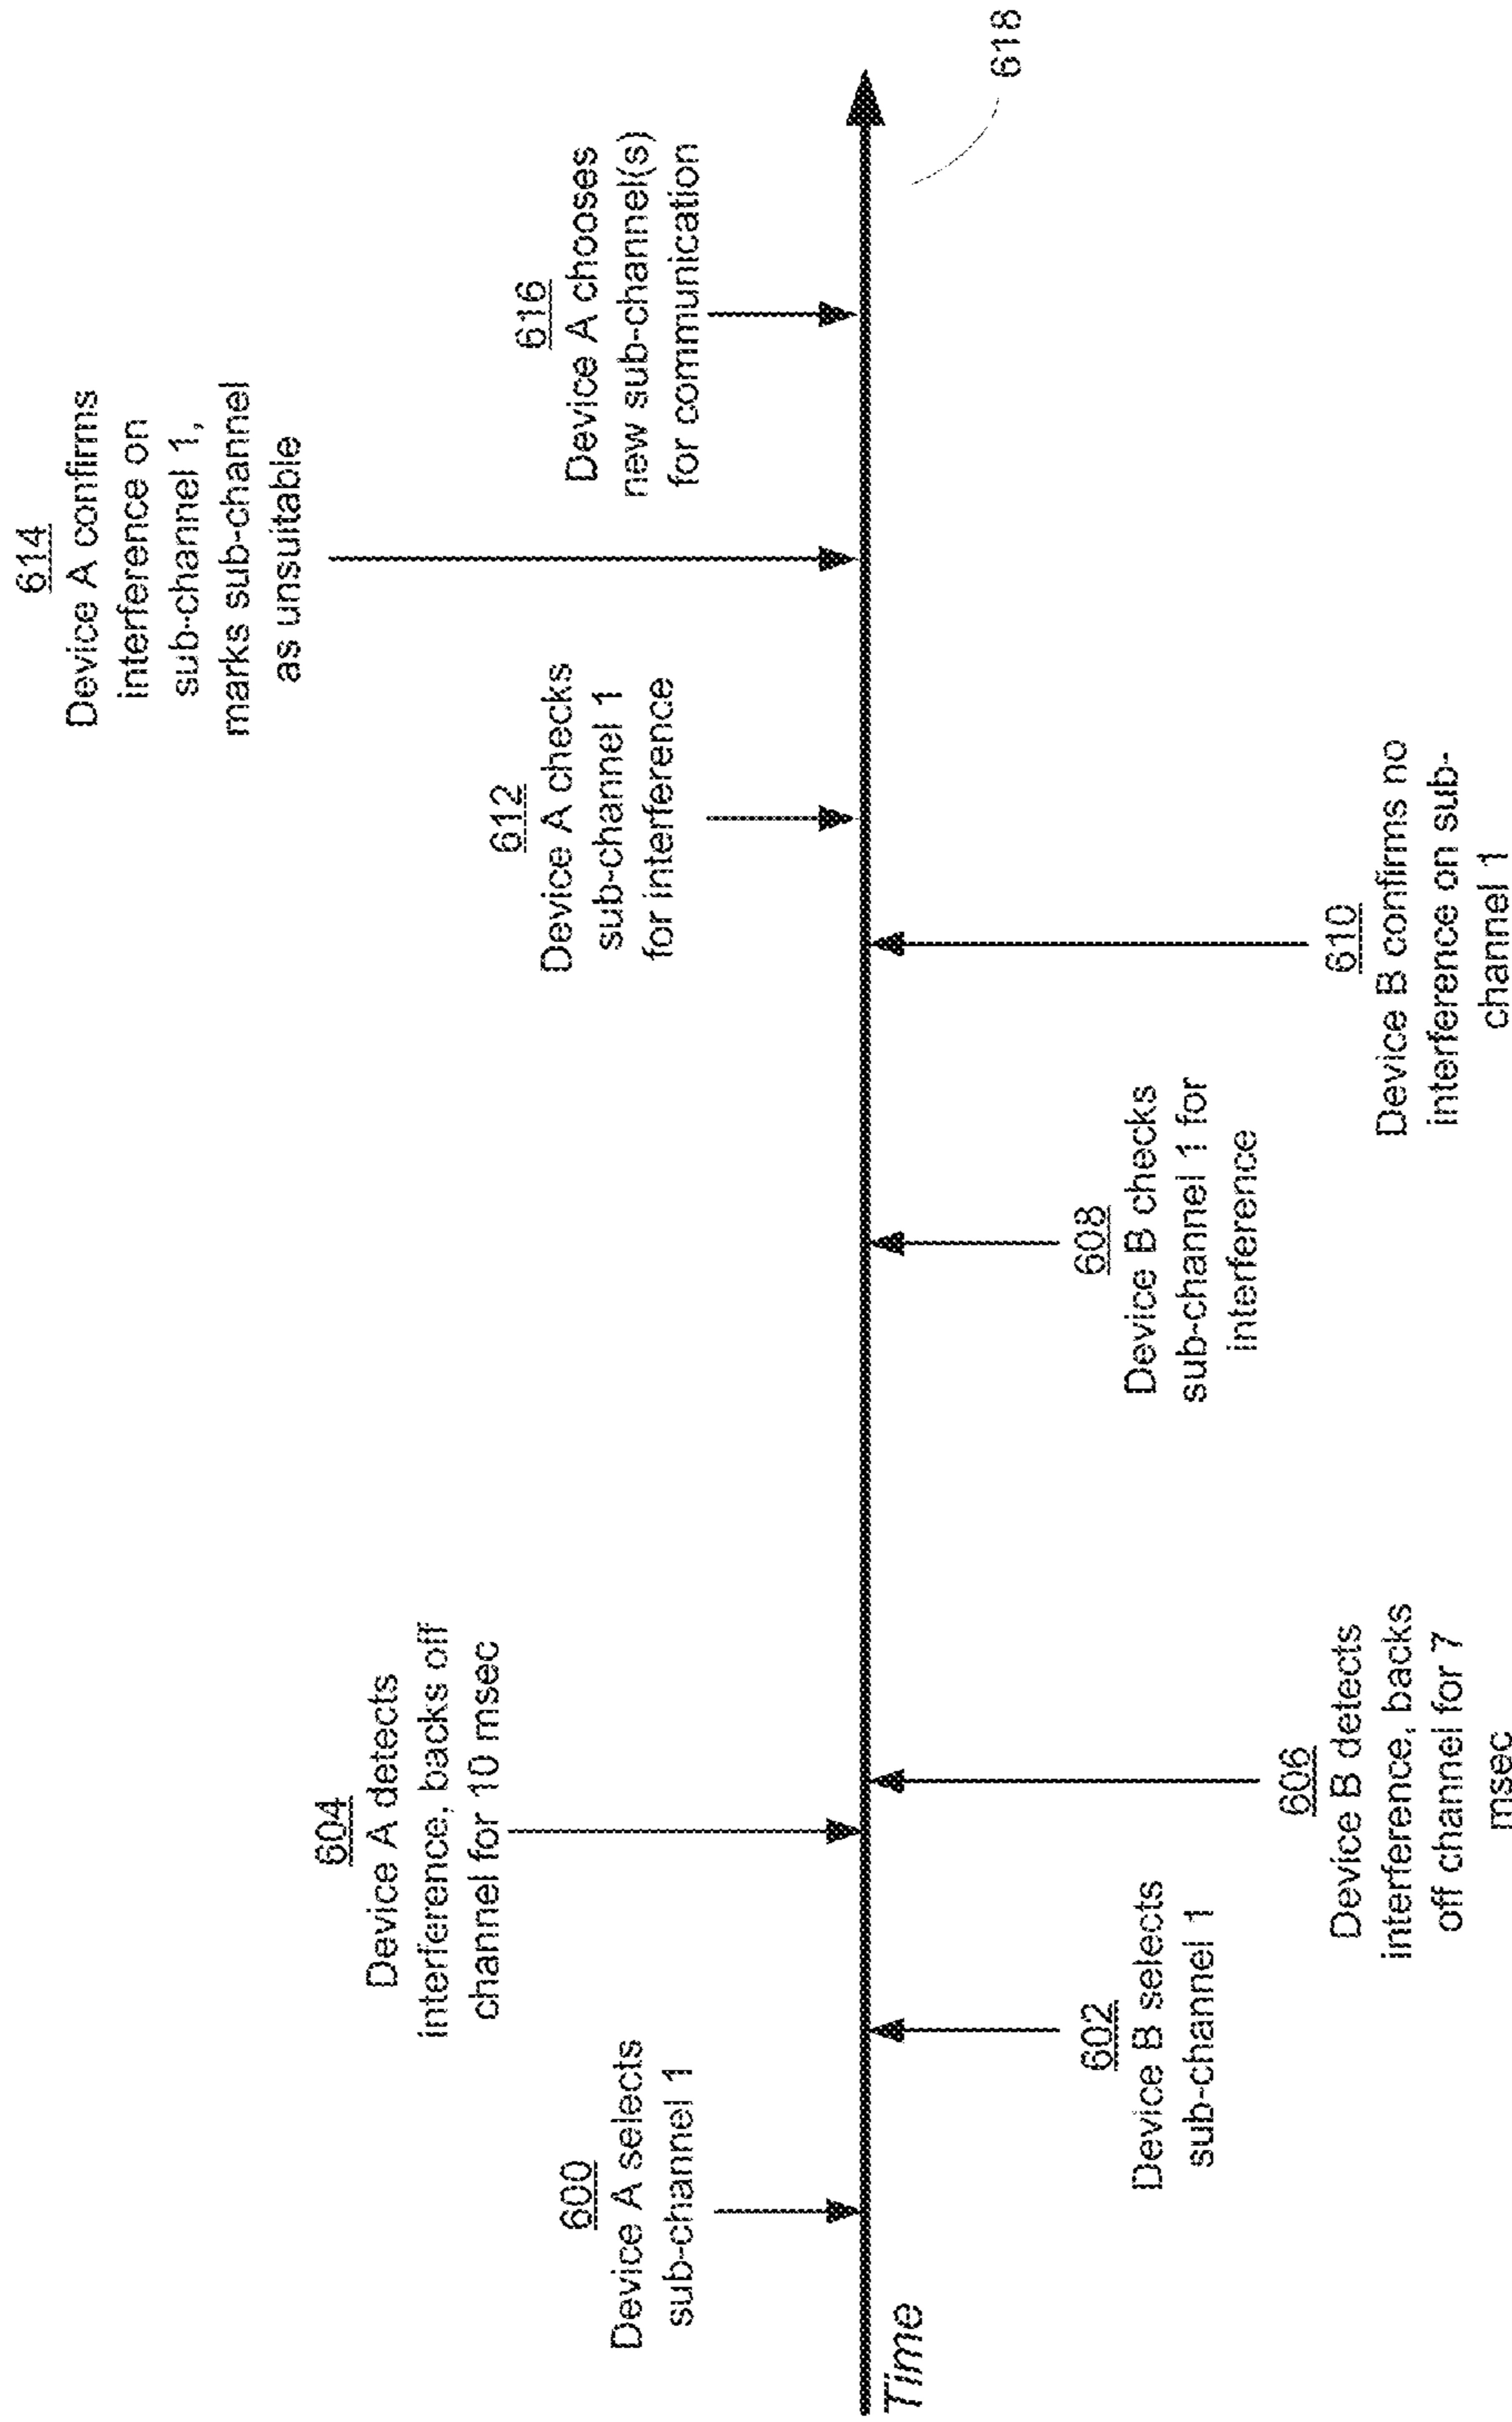 600
Device A selects
sub-channel 1
602
Device B selects
sub-channel 1
604
Device A detects
interference, backs off
channel for 10 msec
606
Device B detects
interference, backs
off channel for 7
msec
608
Device B checks
sub-channel 1 for
interference
610
Device B confirms no
interference on sub-
channel 1
612
Device A checks
sub-channel 1
for interference
614
Device A confirms
interference on
sub-channel 1,
marks sub-channel
as unsuitable
616
Device A chooses
new sub-channel(s)
for communication
Time
618